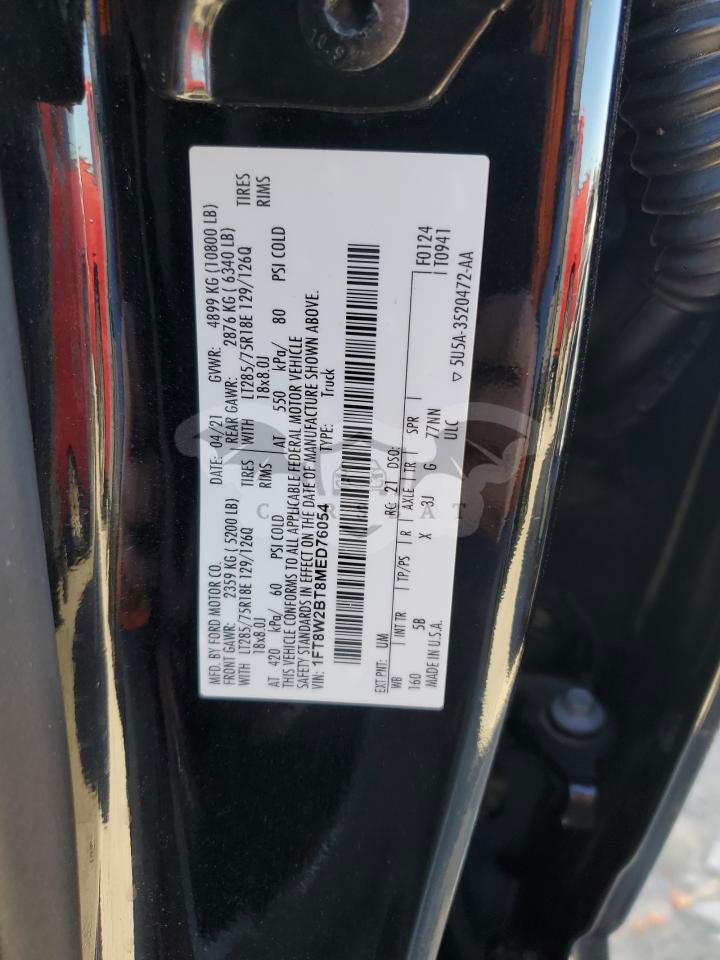 MFD. BY FORD MOTOR CO. DATE: 04/21 GVWR: 4899 KG (10800 LB)
FRONT GAWR: 2359 KG (5200 LB) REAR GAWR: 2876 KG (6340 LB)
WITH LT285/75R18E 129/126Q TIRES WITH LT285/75R18E 129/126Q TIRES
18x8.0J RIMS 18x8.0J RIMS
AT 420 kPa/ 60 PSI COLD AT 550 kPa/ 80 PSI COLD
THIS VEHICLE CONFORMS TO ALL APPLICABLE FEDERAL MOTOR VEHICLE
SAFETY STANDARDS IN EFFECT ON THE DATE OF MANUFACTURE SHOWN ABOVE.
VIN: 1FT8W2BT8MED76054 TYPE: Truck
EXT PNT: UM RC: 21 DSO: F0124
WB INT TR TP/PS R AXLE TR SPR T0941
160 5B X 3J G 77NN
MADE IN U.S.A. ULC ▽ 5U5A-3520472-AA
10.9